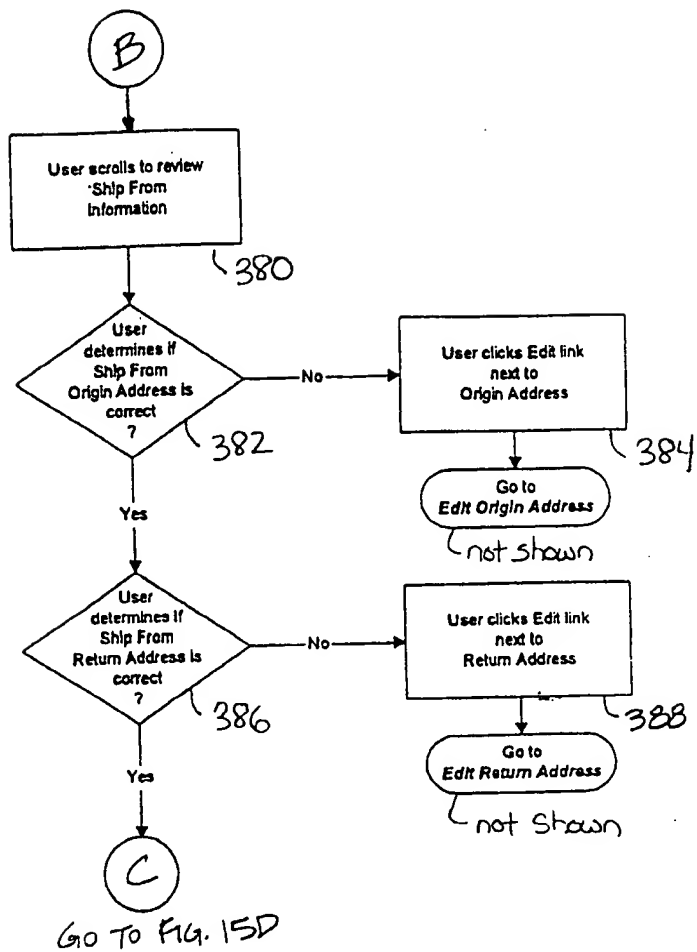 B
User scrolls to review
Ship From
Information
380
User
determines if
Ship From
Origin Address is
correct
?
382
No
User clicks Edit link
next to
Origin Address
384
Go to
Edit Origin Address
not shown
Yes
User
determines if
Ship From
Return Address is
correct
?
386
No
User clicks Edit link
next to
Return Address
388
Go to
Edit Return Address
not shown
Yes
C
GO TO FIG. 15D